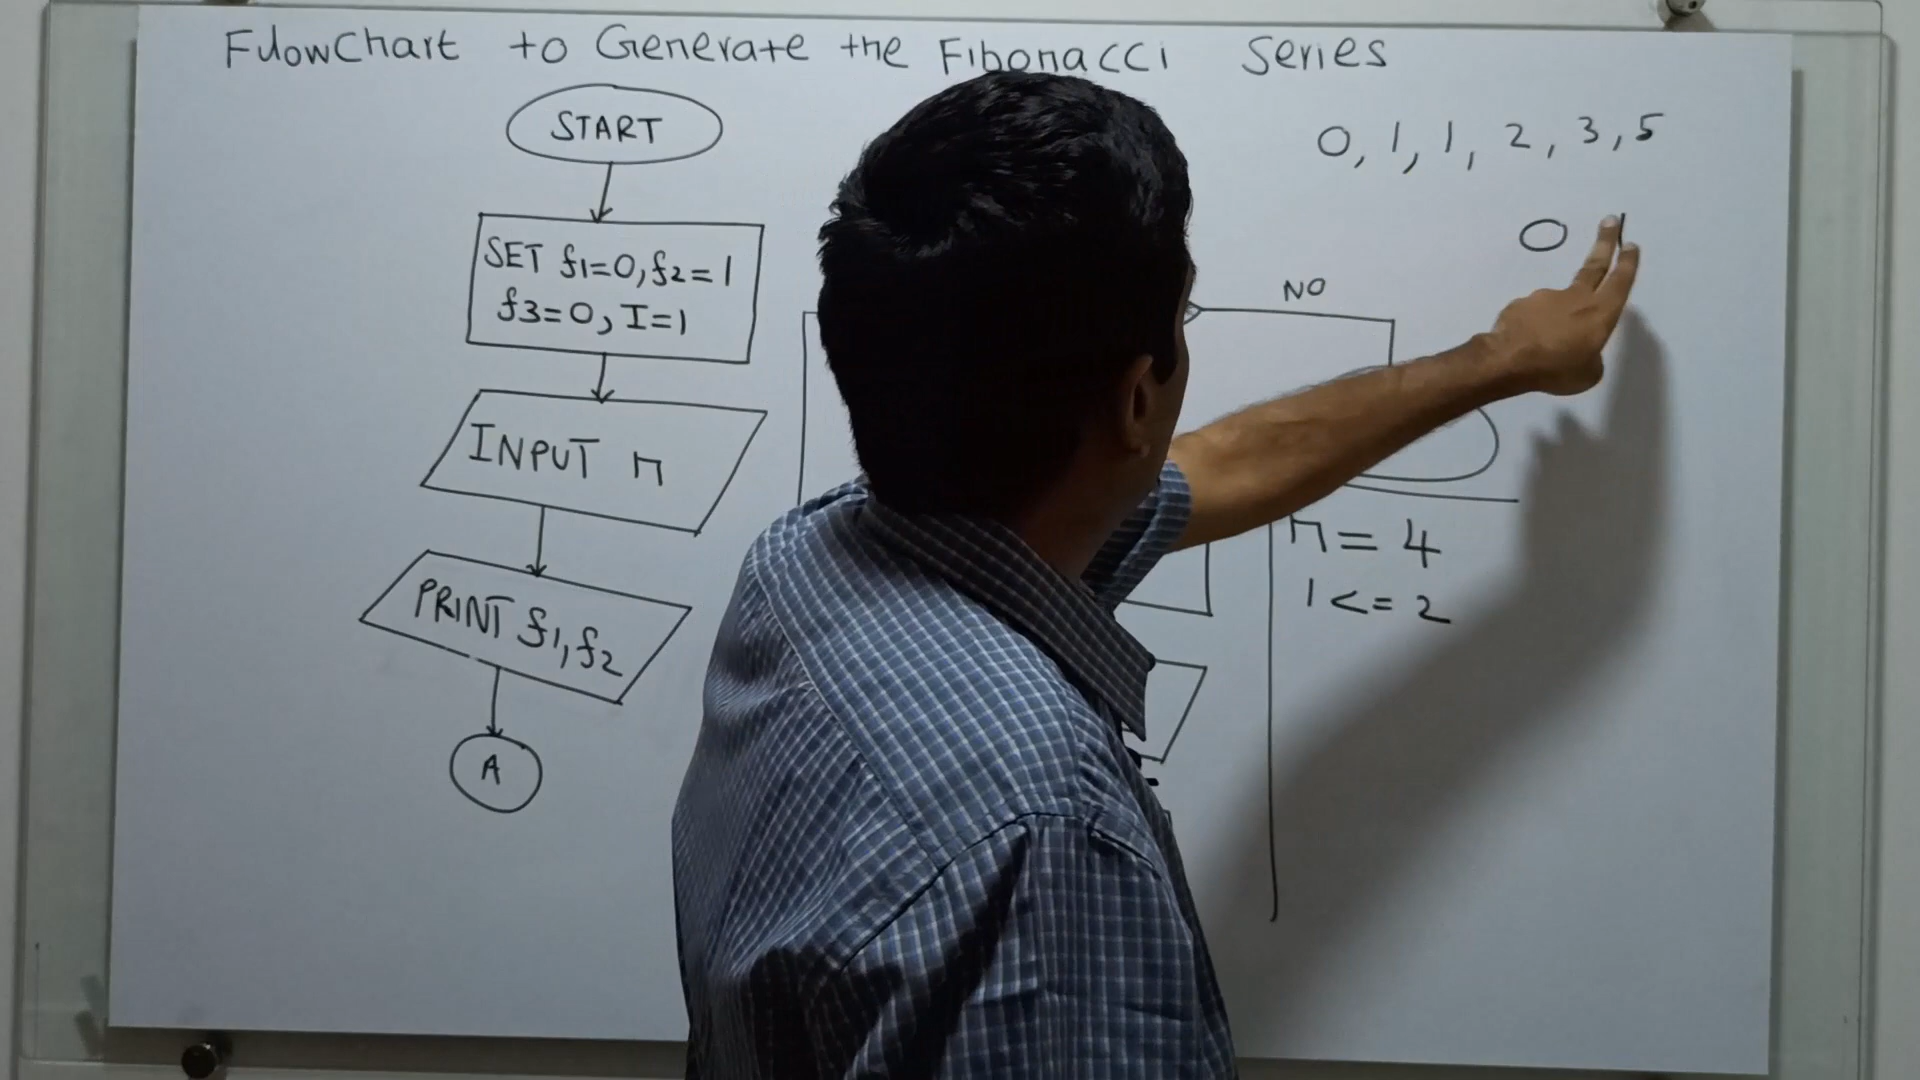 Flowchart to Generate the Fibonacci Series
START
SET f1=0, f2=1
f3=0, I=1
INPUT n
PRINT f1, f2
A
0, 1, 1, 2, 3, 5
0 1
NO
n = 4
1 <= 2